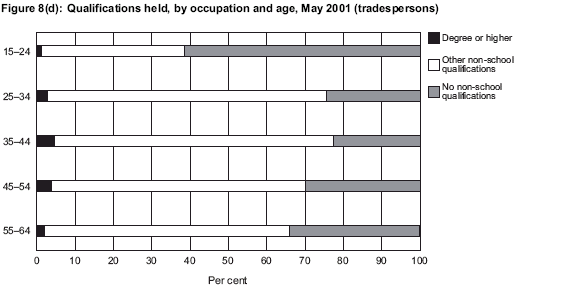 Figure 8(d): Qualifications held, by occupation and age, May 2001 (tradespersons)
Degree or higher
Other non-school
qualifications
No non-school
qualifications
15–24
25–34
35–44
45–54
55–64
0 10 20 30 40 50 60 70 80 90 100
Per cent